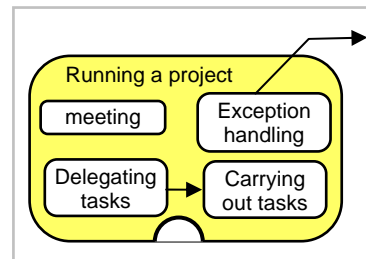 Running a project
meeting
Exception
handling
Delegating
tasks
Carrying
out tasks